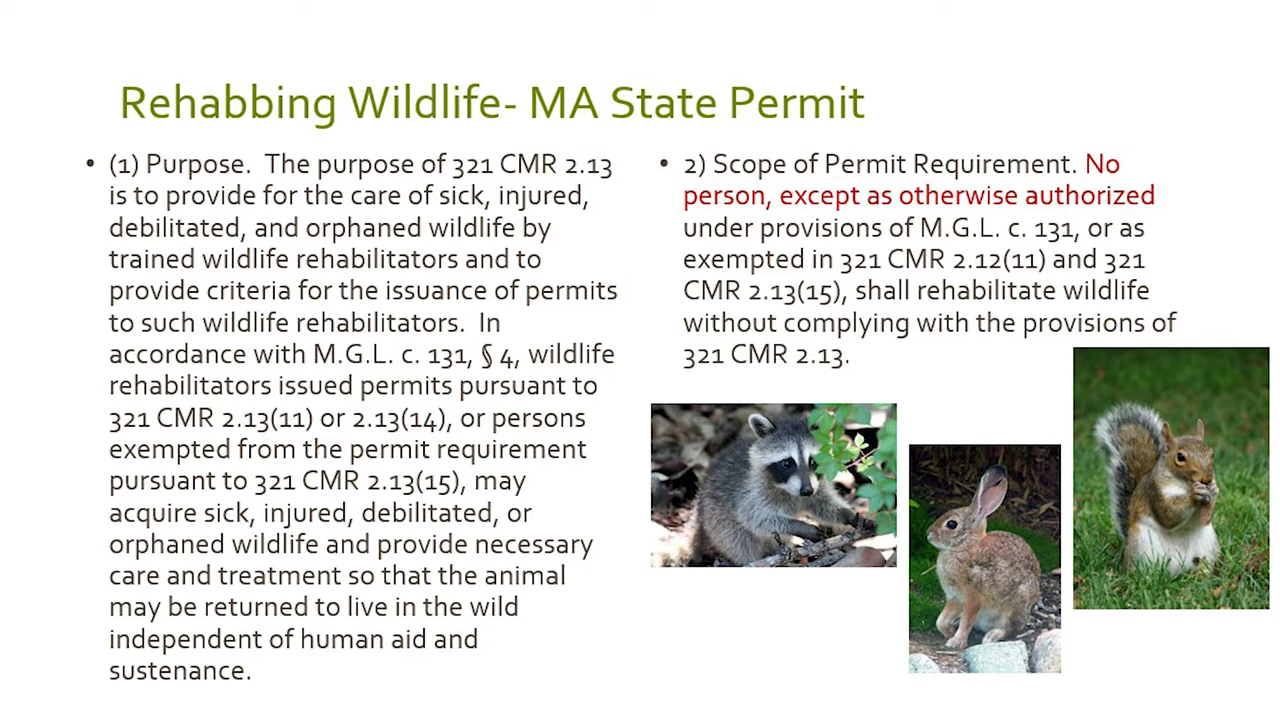 Rehabbing Wildlife- MA State Permit
• (1) Purpose.  The purpose of 321 CMR 2.13
is to provide for the care of sick, injured,
debilitated, and orphaned wildlife by
trained wildlife rehabilitators and to
provide criteria for the issuance of permits
to such wildlife rehabilitators.  In
accordance with M.G.L. c. 131, § 4, wildlife
rehabilitators issued permits pursuant to
321 CMR 2.13(11) or 2.13(14), or persons
exempted from the permit requirement
pursuant to 321 CMR 2.13(15), may
acquire sick, injured, debilitated, or
orphaned wildlife and provide necessary
care and treatment so that the animal
may be returned to live in the wild
independent of human aid and
sustenance.
• 2) Scope of Permit Requirement. No
person, except as otherwise authorized
under provisions of M.G.L. c. 131, or as
exempted in 321 CMR 2.12(11) and 321
CMR 2.13(15), shall rehabilitate wildlife
without complying with the provisions of
321 CMR 2.13.